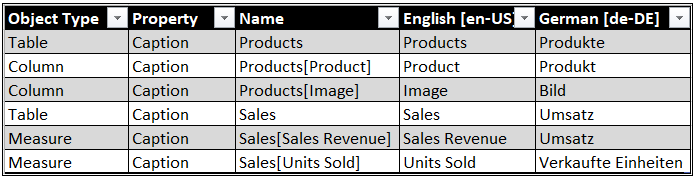 Object Type Property Name English [en-US] German [de-DE]
Table Caption Products Products Produkte
Column Caption Products[Product] Product Produkt
Column Caption Products[Image] Image Bild
Table Caption Sales Sales Umsatz
Measure Caption Sales[Sales Revenue] Sales Revenue Umsatz
Measure Caption Sales[Units Sold] Units Sold Verkaufte Einheiten